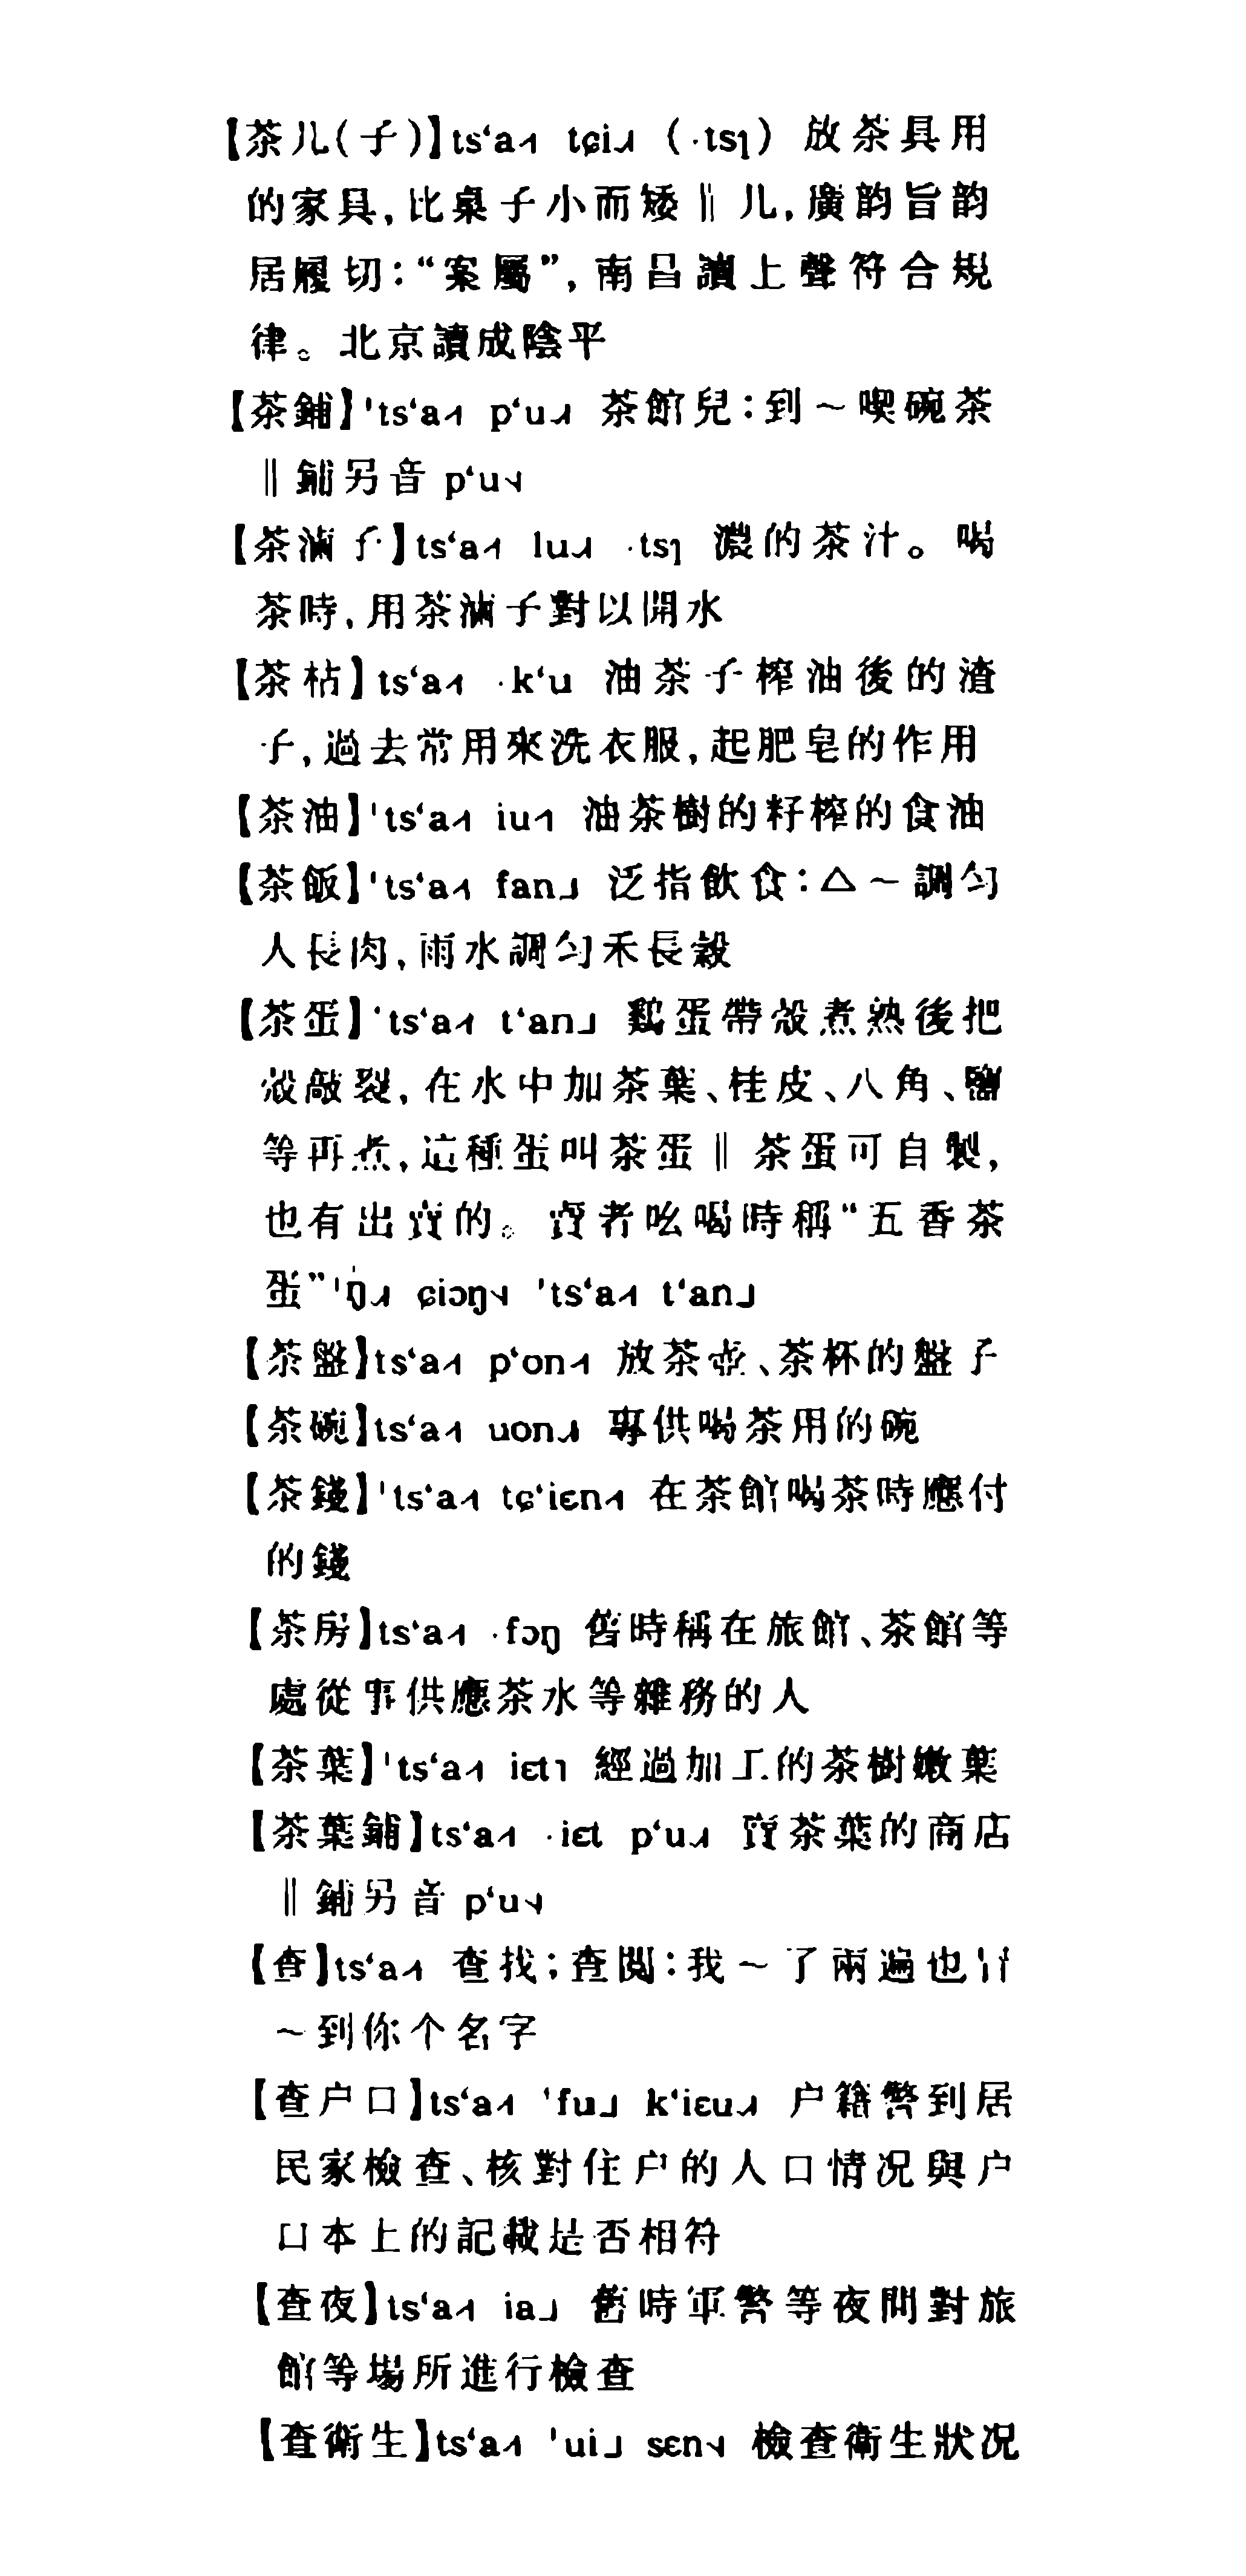 【茶几(子)】ts‘a˨˦ tɕi˨˩˧ (·tsɿ) 放茶具用
的家具,比桌子小而矮‖几,廣韵旨韵
居履切:“案屬”,南昌讀上聲符合規
律。北京讀成陰平
【茶鋪】'ts‘a˨˦ p‘u˨˩˧ 茶館兒:到~喫碗茶
‖鋪另音 p‘u˦˨
【茶滷子】ts‘a˨˦ lu˨˩˧ ·tsɿ 濃的茶汁。喝
茶時,用茶滷子對以開水
【茶枯】ts‘a˨˦ ·k‘u 油茶子榨油後的渣
子,過去常用來洗衣服,起肥皂的作用
【茶油】'ts‘a˨˦ iu˨˦ 油茶樹的籽榨的食油
【茶飯】'ts‘a˨˦ fan˩ 泛指飲食:△~調勻
人長肉,雨水調勻禾長穀
【茶蛋】'ts‘a˨˦ t‘an˩ 鷄蛋帶殼煮熟後把
殼敲裂,在水中加茶葉、桂皮、八角、鹽
等再煮,這種蛋叫茶蛋‖茶蛋可自製,
也有出賣的。賣者吆喝時稱“五香茶
蛋”'ŋ̍˨˩˧ ɕiɔŋ˦˨ 'ts‘a˨˦ t‘an˩
【茶盤】ts‘a˨˦ p‘on˨˦ 放茶壺、茶杯的盤子
【茶碗】ts‘a˨˦ uon˨˩˧ 專供喝茶用的碗
【茶錢】'ts‘a˨˦ tɕ‘iɛn˨˦ 在茶館喝茶時應付
的錢
【茶房】ts‘a˨˦ ·fɔŋ 舊時稱在旅館、茶館等
處從事供應茶水等雜務的人
【茶葉】'ts‘a˨˦ iɛt˥ 經過加工的茶樹嫩葉
【茶葉鋪】ts‘a˨˦ ·iɛt p‘u˨˩˧ 賣茶葉的商店
‖鋪另音 p‘u˦˨
【查】ts‘a˨˦ 查找;查閲:我~了兩遍也冇
~到你个名字
【查户口】ts‘a˨˦ 'fu˩ k‘iɛu˨˩˧ 户籍警到居
民家檢查、核對住户的人口情况與户
口本上的記載是否相符
【查夜】ts‘a˨˦ ia˩ 舊時軍警等夜間對旅
館等場所進行檢查
【查衛生】ts‘a˨˦ 'ui˩ sɛn˦˨ 檢查衛生狀况